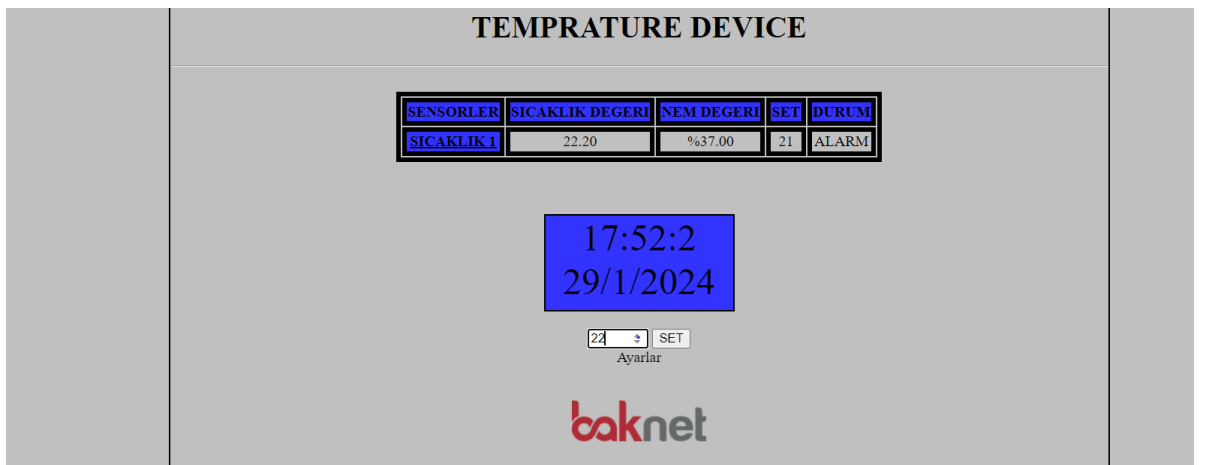 TEMPRATURE DEVICE
SENSORLER SICAKLIK DEGERI NEM DEGERI SET DURUM
SICAKLIK 1 22.20 %37.00 21 ALARM
17:52:2
29/1/2024
22 SET
Ayarlar
baknet